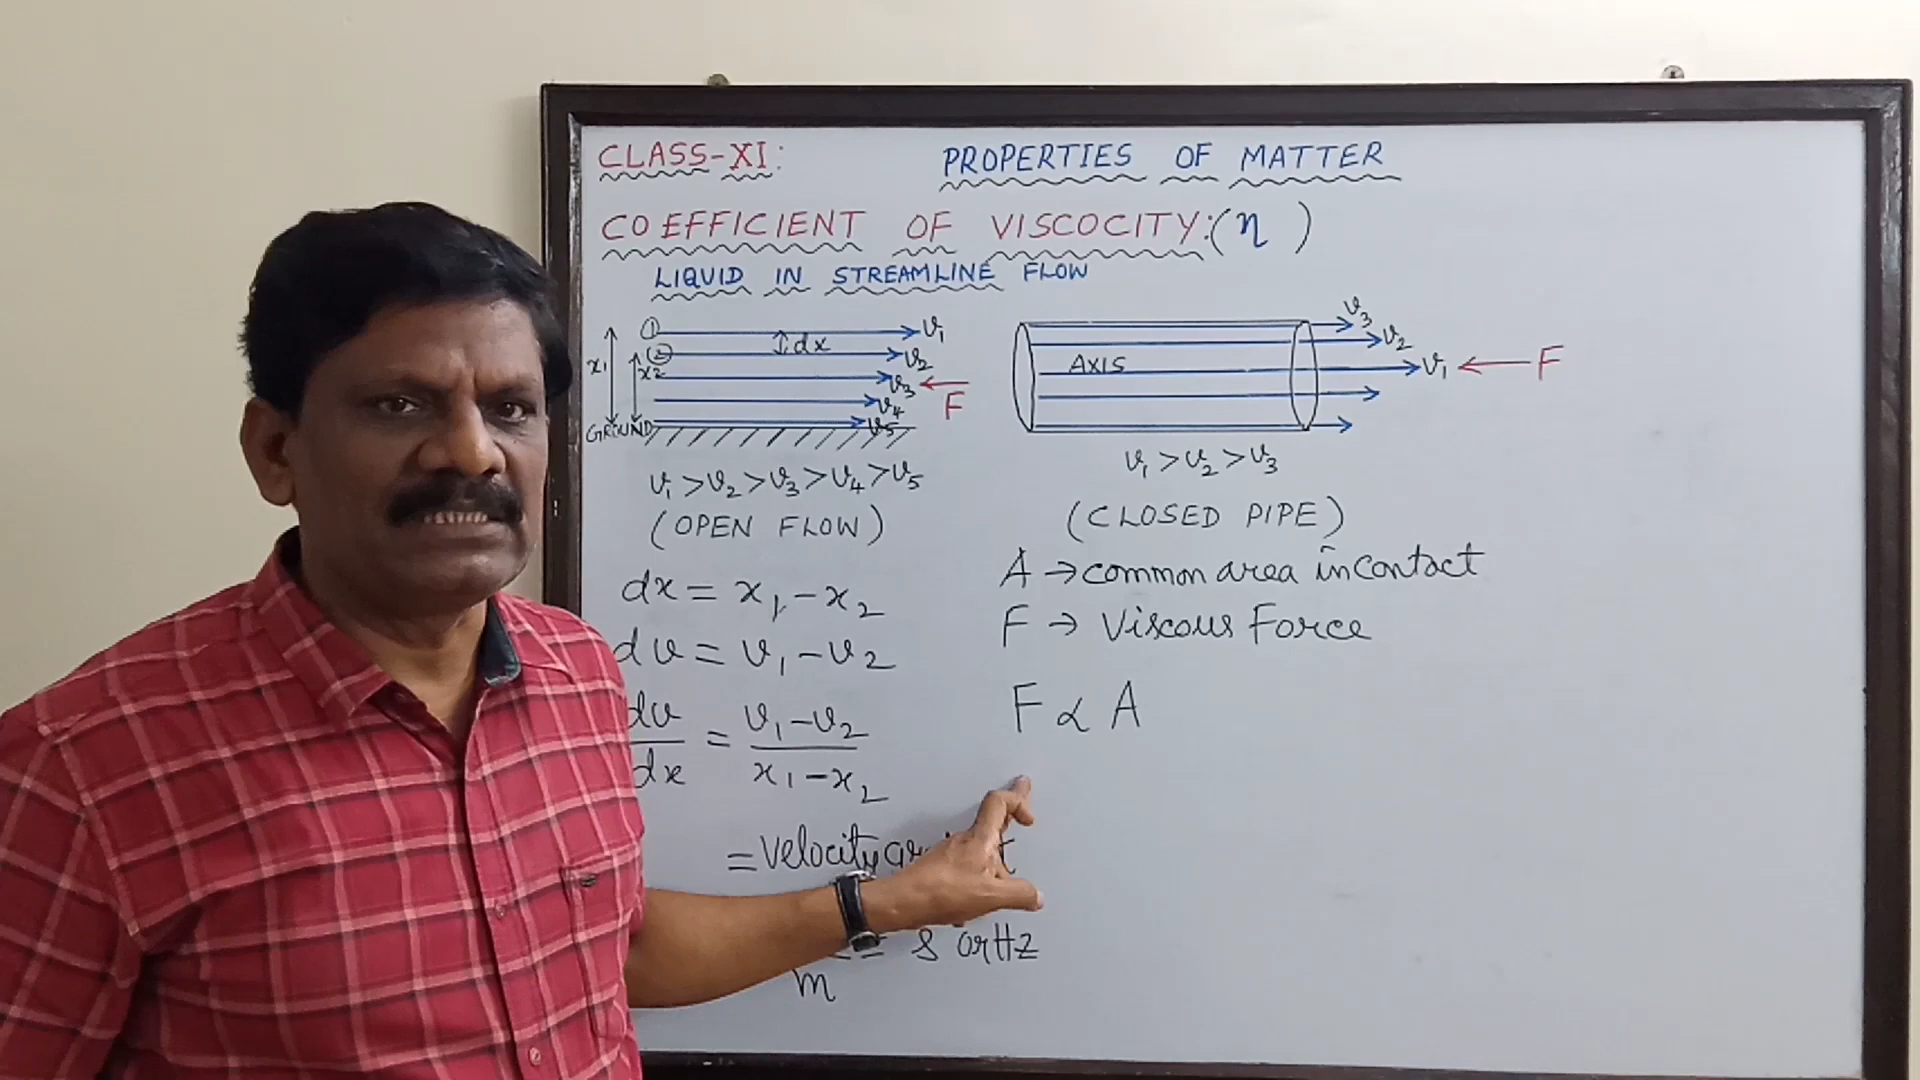 CLASS-XI: PROPERTIES OF MATTER
COEFFICIENT OF VISCOCITY:(η )
LIQUID IN STREAMLINE FLOW
① v₁
dx
② v₂
x₁ x₂
v₃ F
v₄
GROUND v₅
v₁ > v₂ > v₃ > v₄ > v₅
(OPEN FLOW)
v₃
v₂
AXIS v₁ ← F
v₁ > v₂ > v₃
(CLOSED PIPE)
dx = x₁ - x₂
dv = v₁ - v₂
dv/dx = v₁ - v₂ / x₁ - x₂
= velocity
m = s or Hz
A → common area in contact
F → Viscous Force
F ∝ A